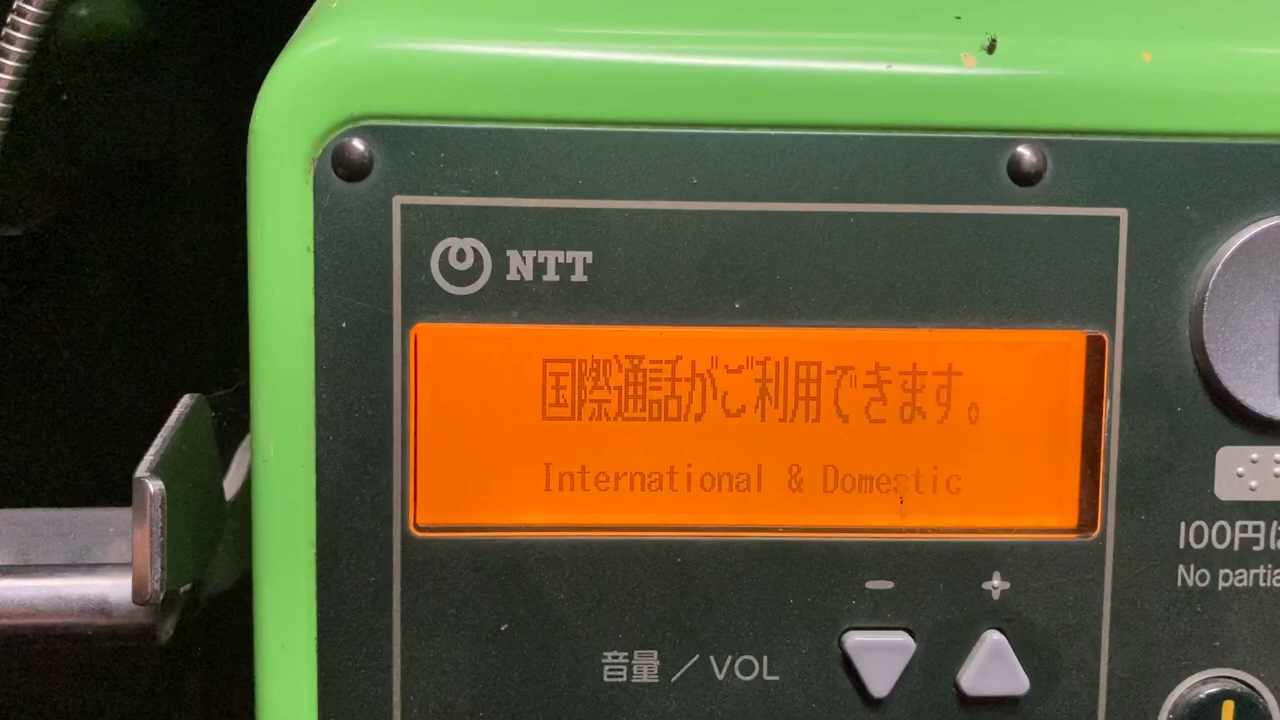 NTT
国際通話がご利用できます。
International & Domestic
100円に
No partia
音量／VOL